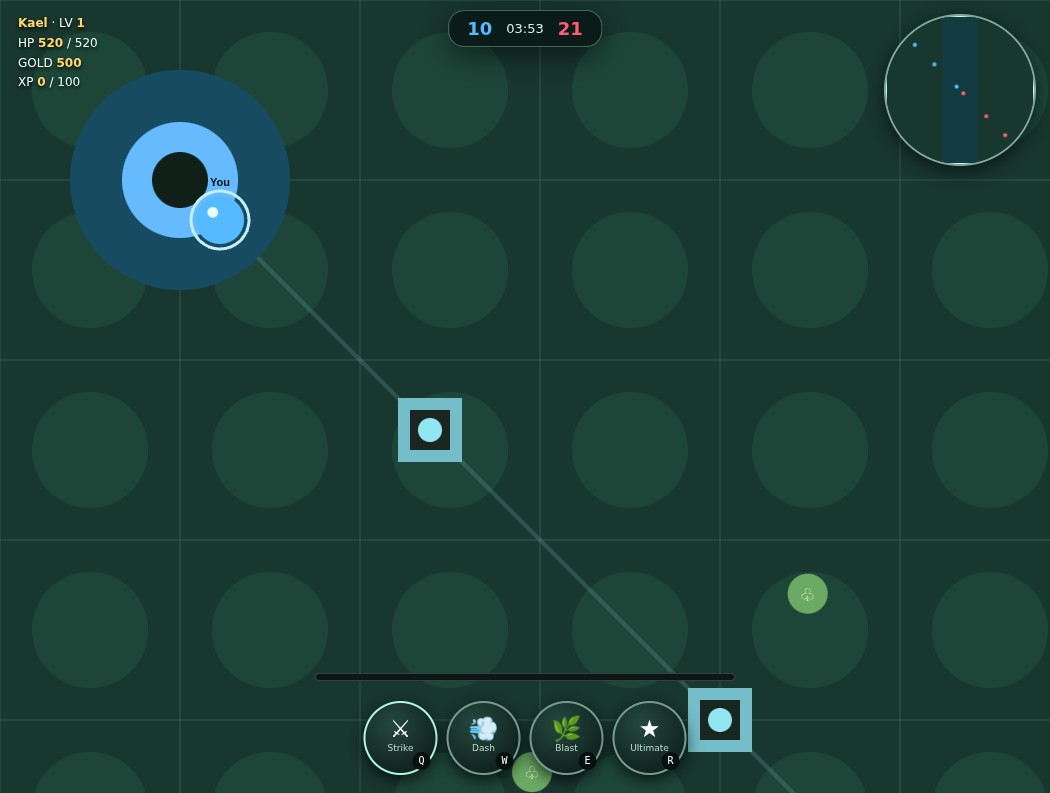 Kael · LV 1
HP 520 / 520
GOLD 500
XP 0 / 100
10 03:53 21
You
Strike
Q
Dash
W
Blast
E
Ultimate
R